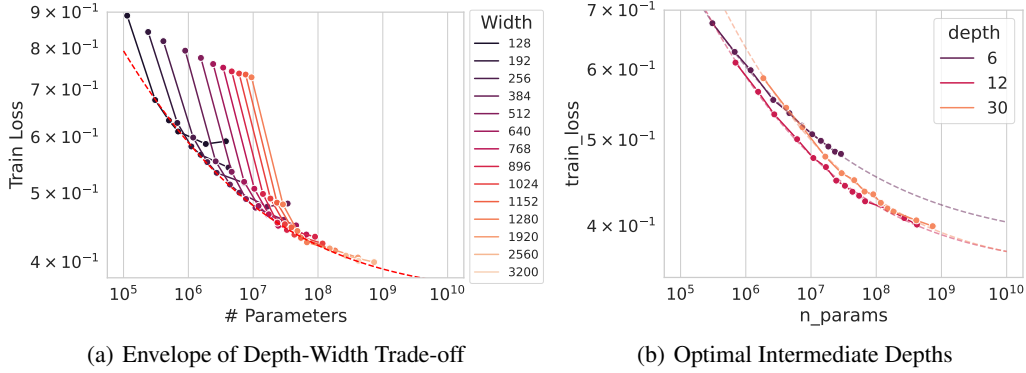 9 × 10⁻¹
8 × 10⁻¹
7 × 10⁻¹
6 × 10⁻¹
5 × 10⁻¹
4 × 10⁻¹
Train Loss
10⁵ 10⁶ 10⁷ 10⁸ 10⁹ 10¹⁰
# Parameters
Width
128
192
256
384
512
640
768
896
1024
1152
1280
1920
2560
3200
(a) Envelope of Depth-Width Trade-off
7 × 10⁻¹
6 × 10⁻¹
5 × 10⁻¹
4 × 10⁻¹
train_loss
10⁵ 10⁶ 10⁷ 10⁸ 10⁹ 10¹⁰
n_params
depth
6
12
30
(b) Optimal Intermediate Depths